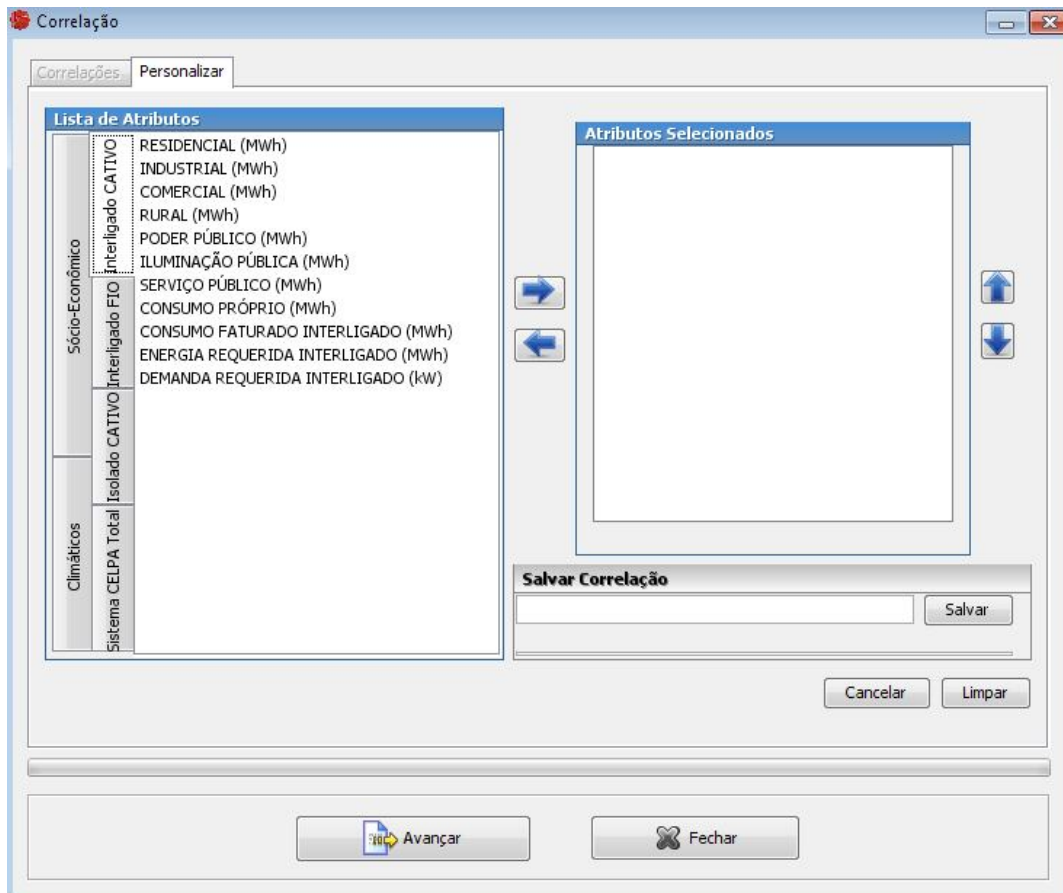 Correlação
Correlações
Personalizar
Lista de Atributos
Sócio-Econômico
Climáticos
Interligado CATIVO
Interligado FIO
Isolado CATIVO
Sistema CELPA Total
RESIDENCIAL (MWh)
INDUSTRIAL (MWh)
COMERCIAL (MWh)
RURAL (MWh)
PODER PÚBLICO (MWh)
ILUMINAÇÃO PÚBLICA (MWh)
SERVIÇO PÚBLICO (MWh)
CONSUMO PRÓPRIO (MWh)
CONSUMO FATURADO INTERLIGADO (MWh)
ENERGIA REQUERIDA INTERLIGADO (MWh)
DEMANDA REQUERIDA INTERLIGADO (kW)
Atributos Selecionados
Salvar Correlação
Salvar
Cancelar
Limpar
Avançar
Fechar